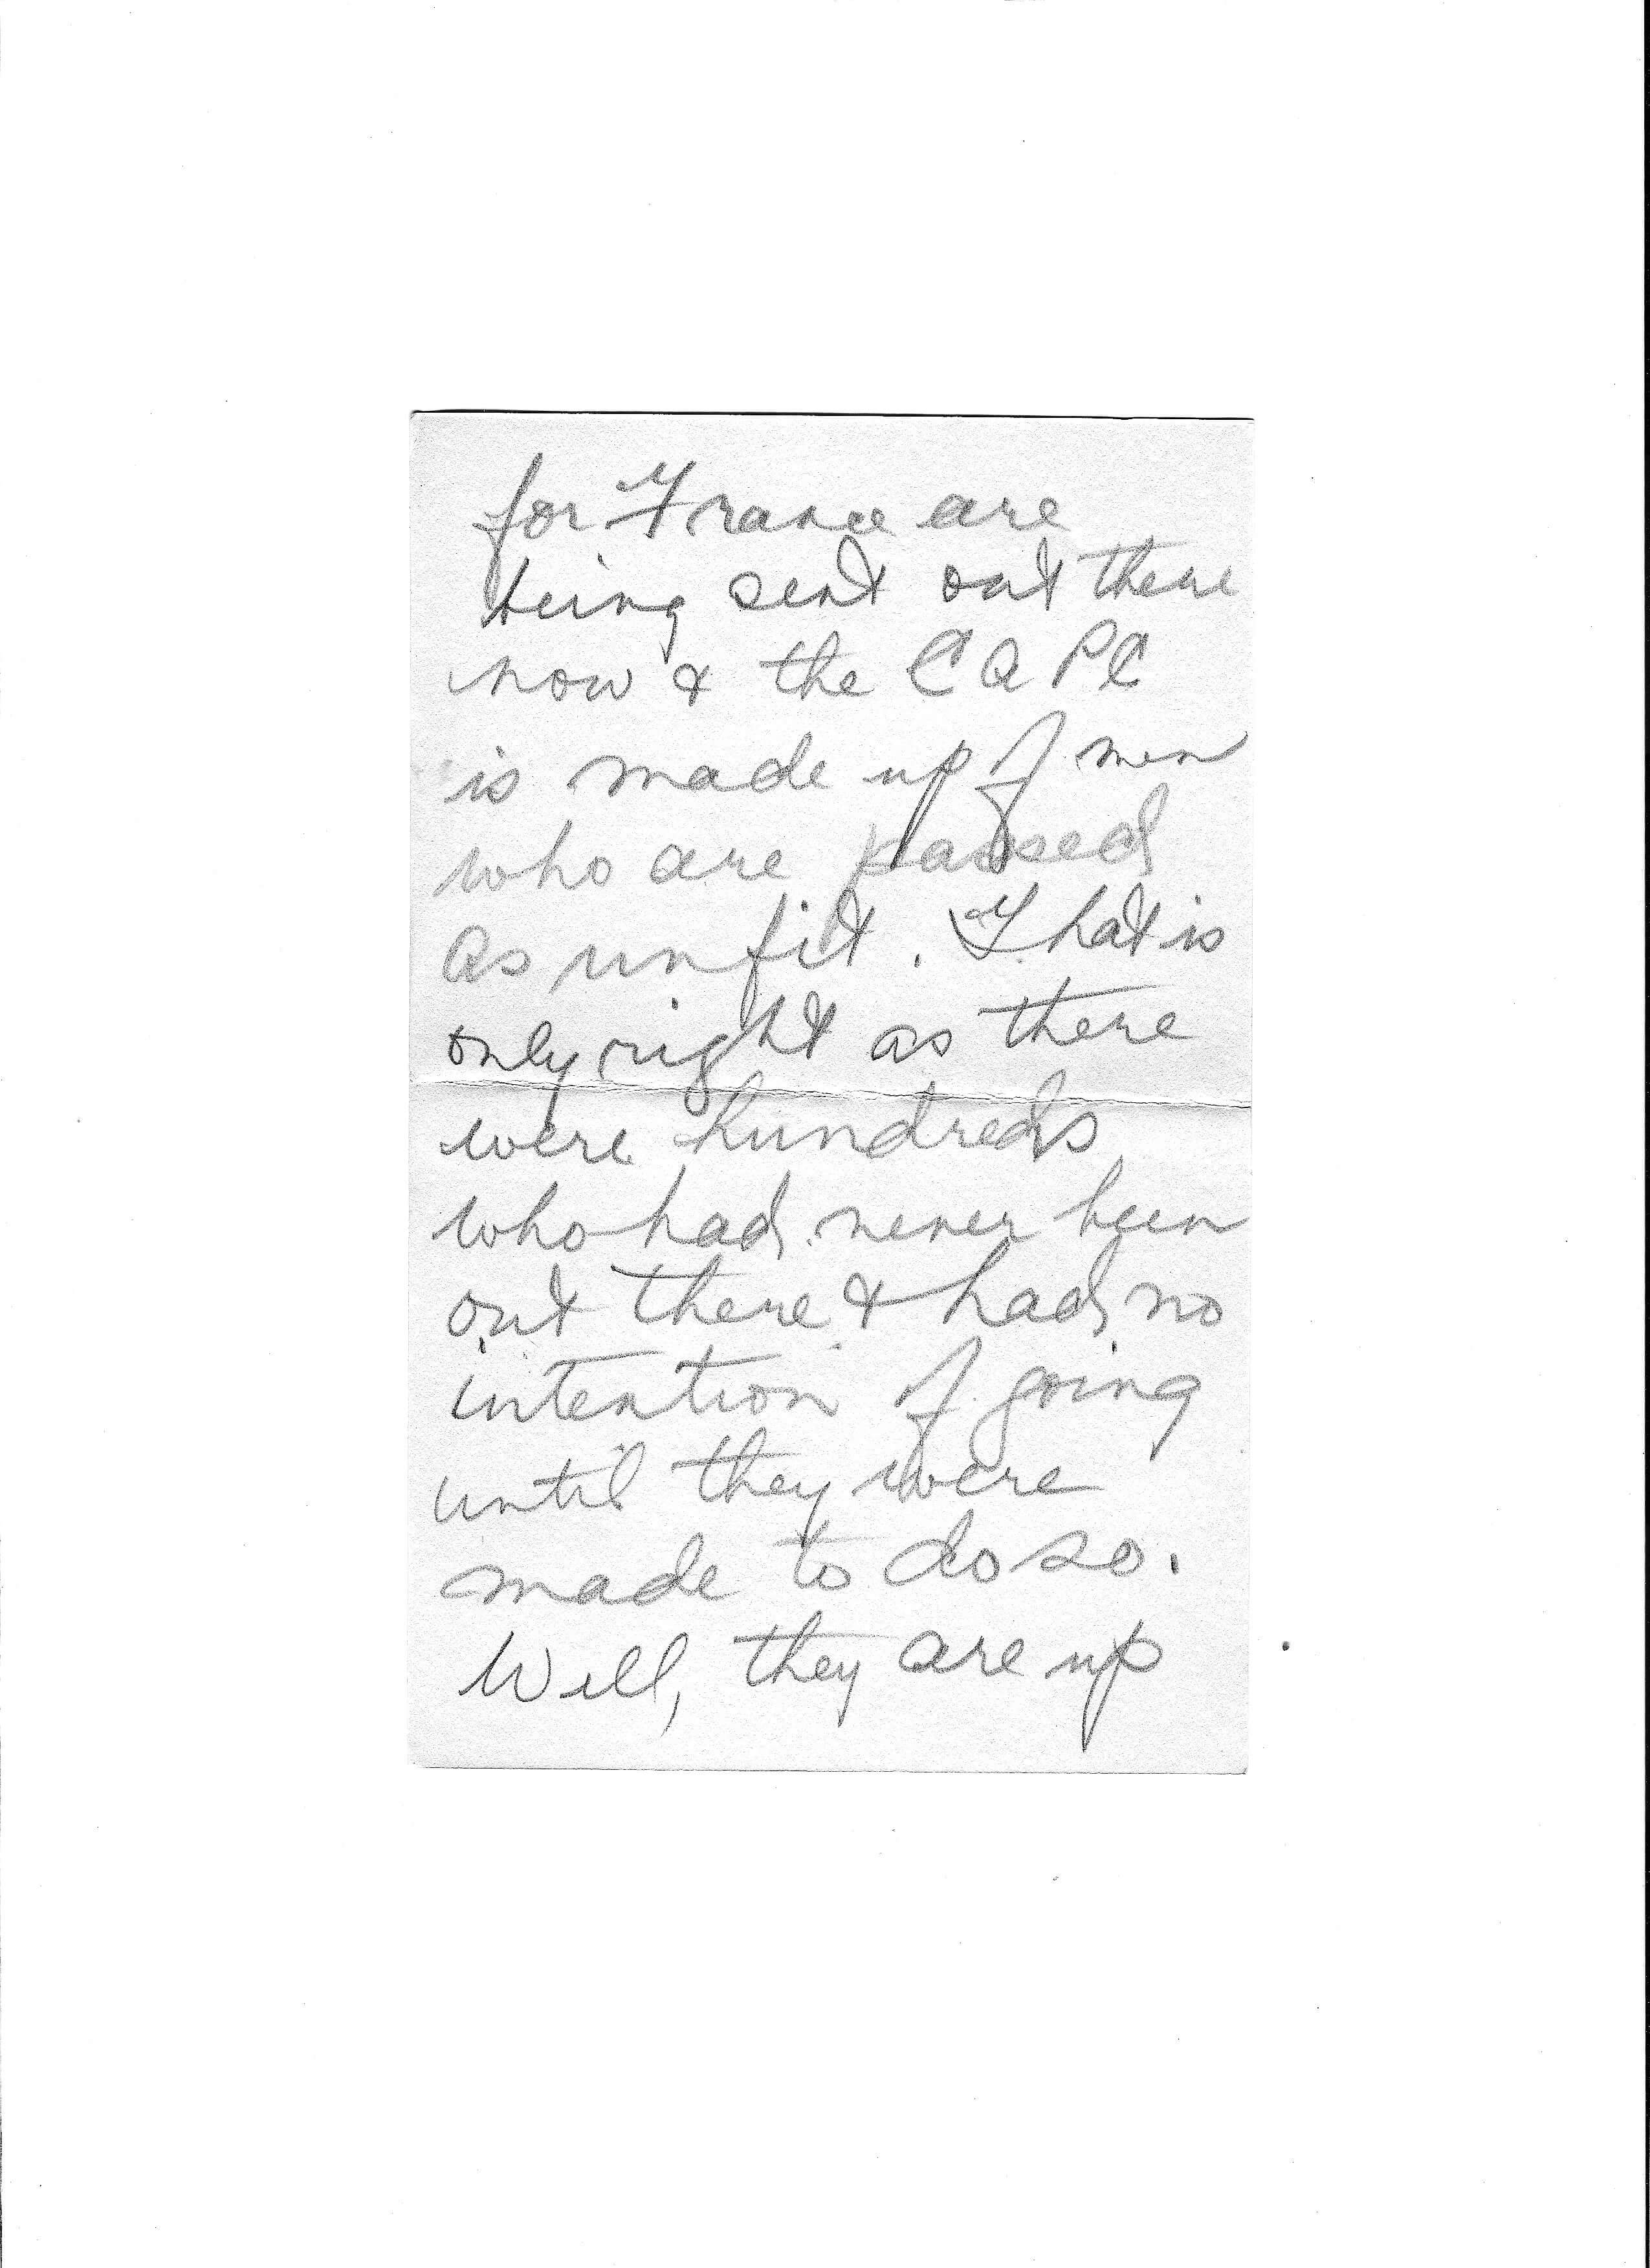 for France are
being sent out there
now & the C A P C
is made up of men
who are passed
as unfit. That is
only right as there
were hundreds
who had never been
out there & had no
intention of going
until they were
made to do so.
Well, they are up